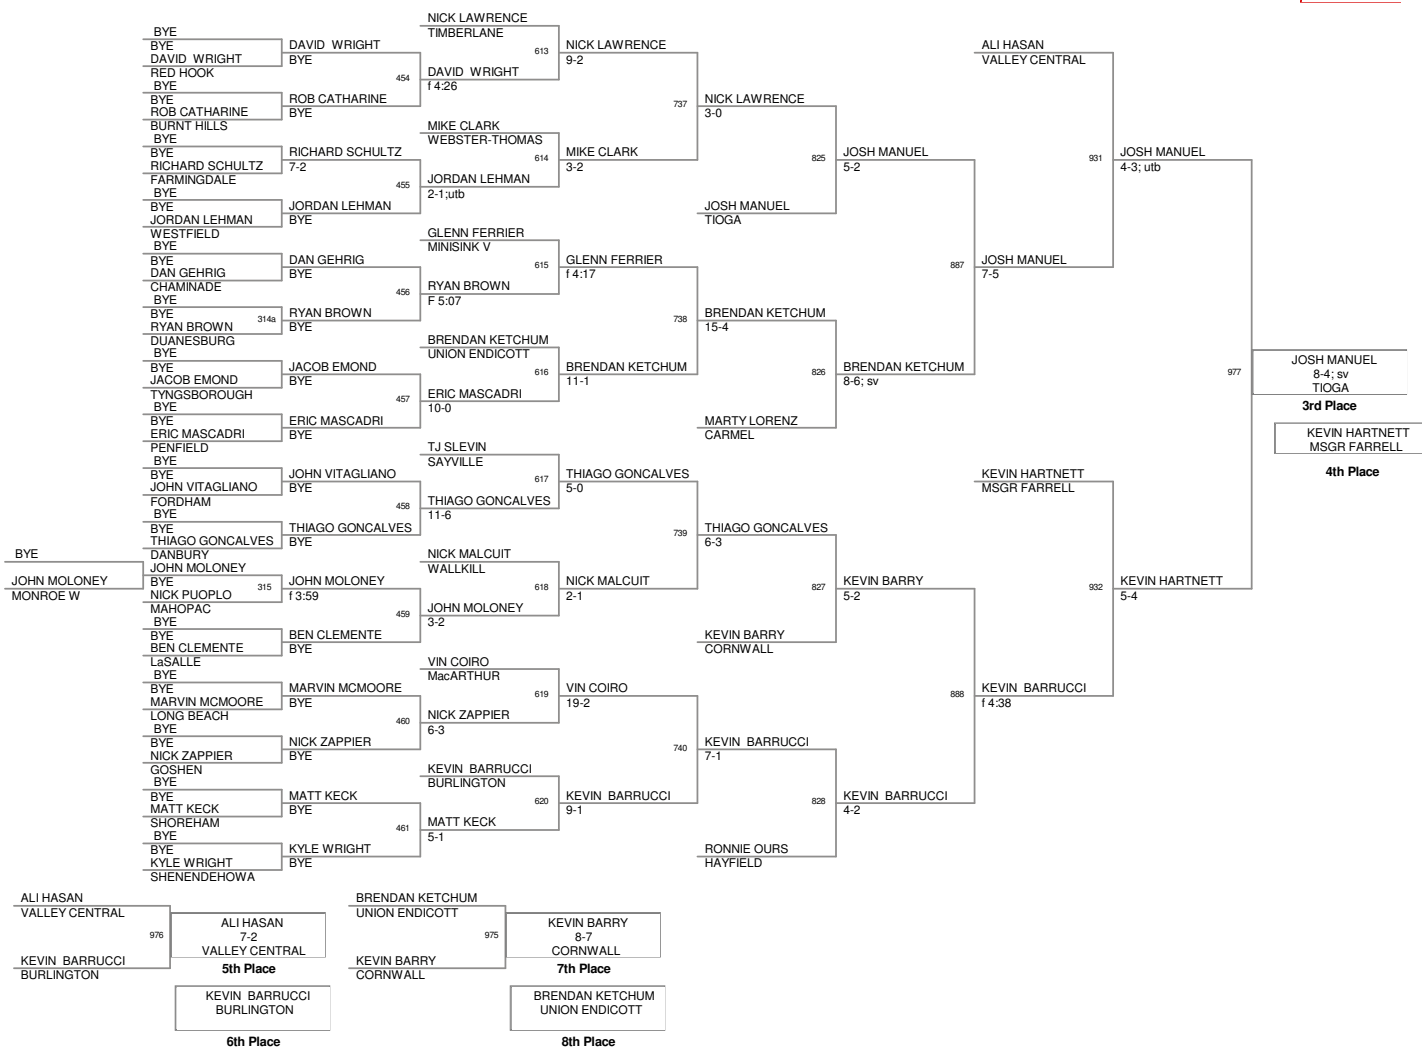 BYE
JOHN MOLONEY
MONROE W
BYE
BYE
DAVID WRIGHT
RED HOOK
BYE
BYE
ROB CATHARINE
BURNT HILLS
BYE
BYE
RICHARD SCHULTZ
FARMINGDALE
BYE
BYE
JORDAN LEHMAN
WESTFIELD
BYE
BYE
DAN GEHRIG
CHAMINADE
BYE
BYE
314a
RYAN BROWN
DUANESBURG
BYE
BYE
JACOB EMOND
TYNGSBOROUGH
BYE
BYE
ERIC MASCADRI
PENFIELD
BYE
BYE
JOHN VITAGLIANO
FORDHAM
BYE
BYE
THIAGO GONCALVES
DANBURY
JOHN MOLONEY
BYE
315
NICK PUOPLO
MAHOPAC
BYE
BYE
BEN CLEMENTE
LaSALLE
BYE
BYE
MARVIN MCMOORE
LONG BEACH
BYE
BYE
NICK ZAPPIER
GOSHEN
BYE
BYE
MATT KECK
SHOREHAM
BYE
BYE
KYLE WRIGHT
SHENENDEHOWA
DAVID WRIGHT
BYE
454
ROB CATHARINE
BYE
RICHARD SCHULTZ
7-2
455
JORDAN LEHMAN
BYE
DAN GEHRIG
BYE
456
RYAN BROWN
BYE
JACOB EMOND
BYE
457
ERIC MASCADRI
BYE
JOHN VITAGLIANO
BYE
458
THIAGO GONCALVES
BYE
JOHN MOLONEY
f 3:59
459
BEN CLEMENTE
BYE
MARVIN MCMOORE
BYE
460
NICK ZAPPIER
BYE
MATT KECK
BYE
461
KYLE WRIGHT
BYE
NICK LAWRENCE
TIMBERLANE
613
DAVID WRIGHT
f 4:26
MIKE CLARK
WEBSTER-THOMAS
614
JORDAN LEHMAN
2-1;utb
GLENN FERRIER
MINISINK V
615
RYAN BROWN
F 5:07
BRENDAN KETCHUM
UNION ENDICOTT
616
ERIC MASCADRI
10-0
TJ SLEVIN
SAYVILLE
617
THIAGO GONCALVES
11-6
NICK MALCUIT
WALLKILL
618
JOHN MOLONEY
3-2
VIN COIRO
MacARTHUR
619
NICK ZAPPIER
6-3
KEVIN BARRUCCI
BURLINGTON
620
MATT KECK
5-1
NICK LAWRENCE
9-2
737
MIKE CLARK
3-2
GLENN FERRIER
f 4:17
738
BRENDAN KETCHUM
11-1
THIAGO GONCALVES
5-0
739
NICK MALCUIT
2-1
VIN COIRO
19-2
740
KEVIN BARRUCCI
9-1
NICK LAWRENCE
3-0
825
JOSH MANUEL
TIOGA
BRENDAN KETCHUM
15-4
826
MARTY LORENZ
CARMEL
THIAGO GONCALVES
6-3
827
KEVIN BARRY
CORNWALL
KEVIN BARRUCCI
7-1
828
RONNIE OURS
HAYFIELD
JOSH MANUEL
5-2
887
BRENDAN KETCHUM
8-6; sv
KEVIN BARRY
5-2
888
KEVIN BARRUCCI
4-2
ALI HASAN
VALLEY CENTRAL
931
JOSH MANUEL
7-5
KEVIN HARTNETT
MSGR FARRELL
932
KEVIN BARRUCCI
f 4:38
JOSH MANUEL
4-3; utb
977
KEVIN HARTNETT
5-4
JOSH MANUEL
8-4; sv
TIOGA
3rd Place
KEVIN HARTNETT
MSGR FARRELL
4th Place
ALI HASAN
VALLEY CENTRAL
976
KEVIN BARRUCCI
BURLINGTON
ALI HASAN
7-2
VALLEY CENTRAL
5th Place
KEVIN BARRUCCI
BURLINGTON
6th Place
BRENDAN KETCHUM
UNION ENDICOTT
975
KEVIN BARRY
CORNWALL
KEVIN BARRY
8-7
CORNWALL
7th Place
BRENDAN KETCHUM
UNION ENDICOTT
8th Place